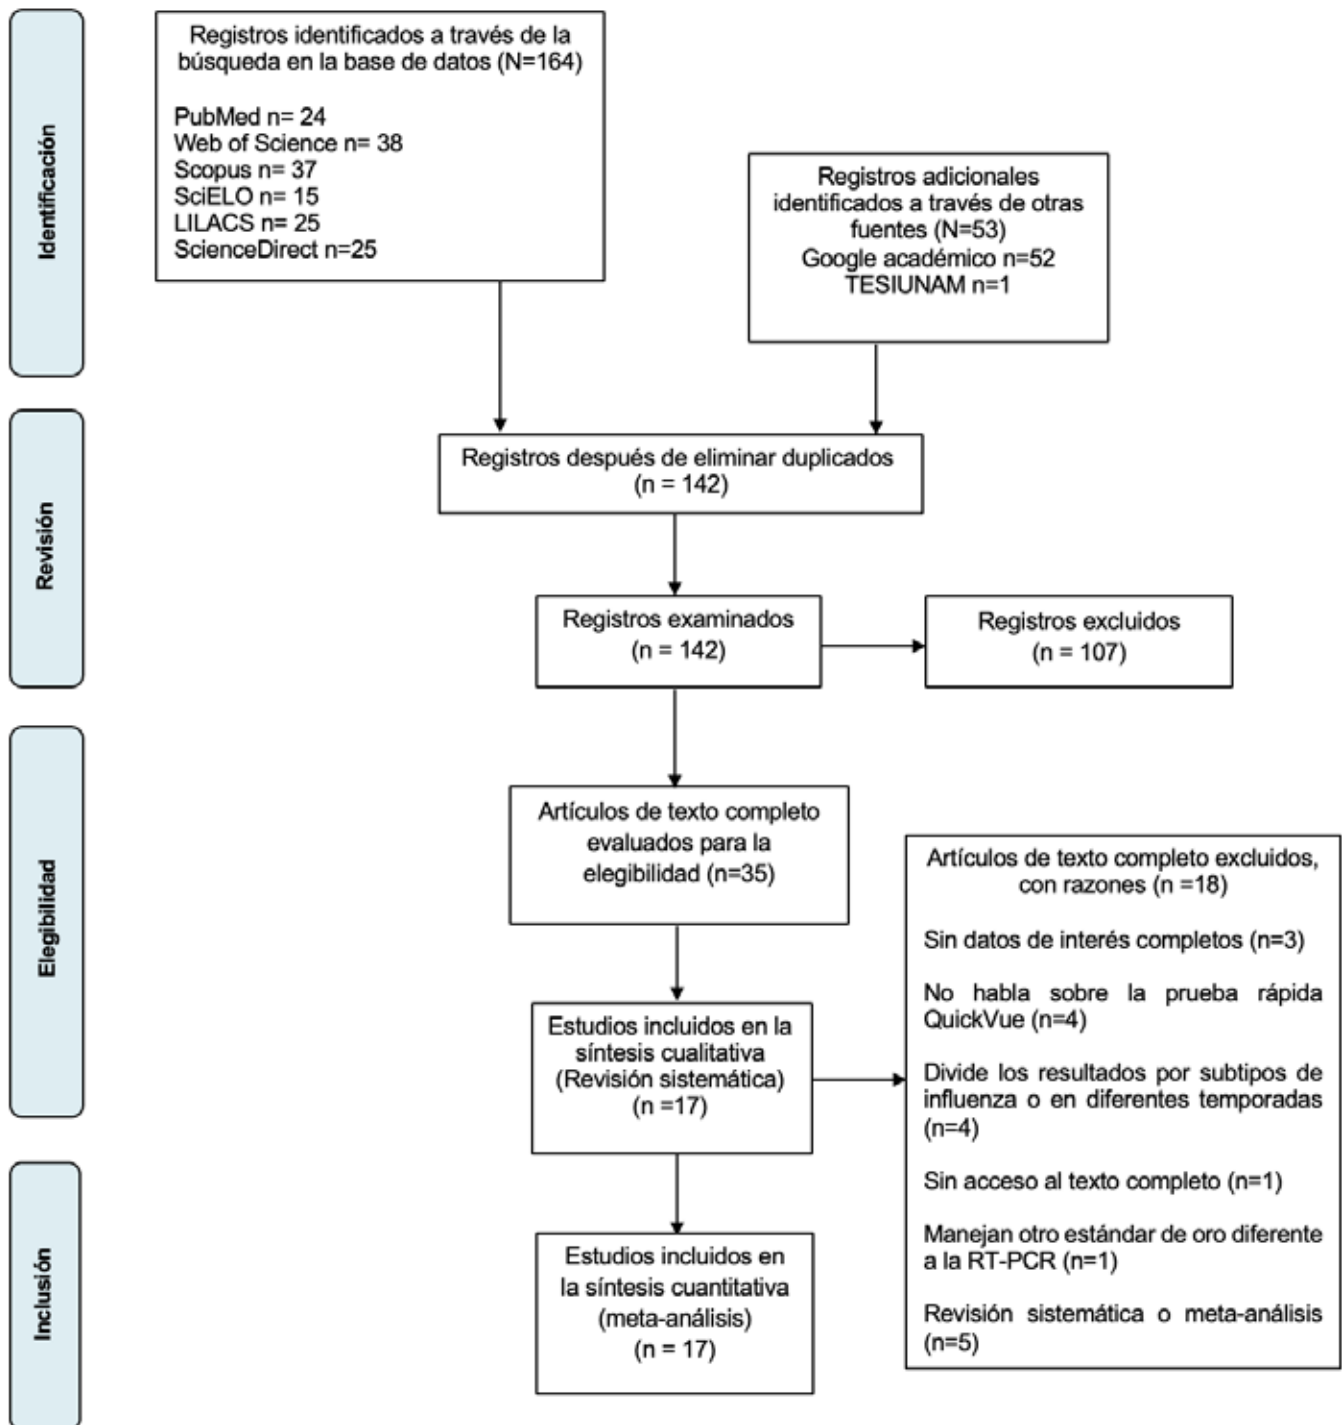 Identificación
Registros identificados a través de la
búsqueda en la base de datos (N=164)
PubMed n= 24
Web of Science n= 38
Scopus n= 37
SciELO n= 15
LILACS n= 25
ScienceDirect n=25
Registros adicionales
identificados a través de otras
fuentes (N=53)
Google académico n=52
TESIUNAM n=1
Revisión
Registros después de eliminar duplicados
(n = 142)
Registros examinados
(n = 142)
Registros excluidos
(n = 107)
Elegibilidad
Artículos de texto completo
evaluados para la
elegibilidad (n=35)
Artículos de texto completo excluidos,
con razones (n =18)
Sin datos de interés completos (n=3)
No habla sobre la prueba rápida
QuickVue (n=4)
Divide los resultados por subtipos de
influenza o en diferentes temporadas
(n=4)
Sin acceso al texto completo (n=1)
Manejan otro estándar de oro diferente
a la RT-PCR (n=1)
Revisión sistemática o meta-análisis
(n=5)
Estudios incluidos en la
síntesis cualitativa
(Revisión sistemática)
(n =17)
Inclusión
Estudios incluidos en
la síntesis cuantitativa
(meta-análisis)
(n = 17)